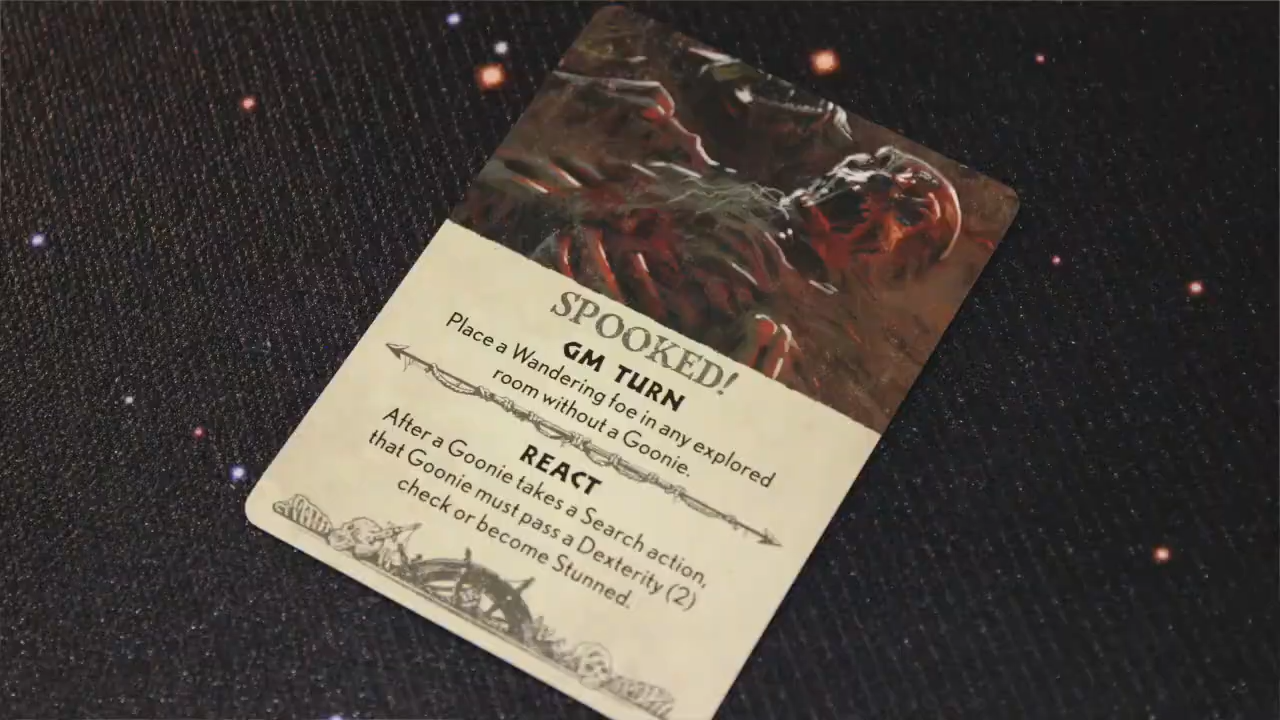 SPOOKED!
GM TURN
Place a Wandering foe in any explored
room without a Goonie.
REACT
After a Goonie takes a Search action,
that Goonie must pass a Dexterity (2)
check or become Stunned.